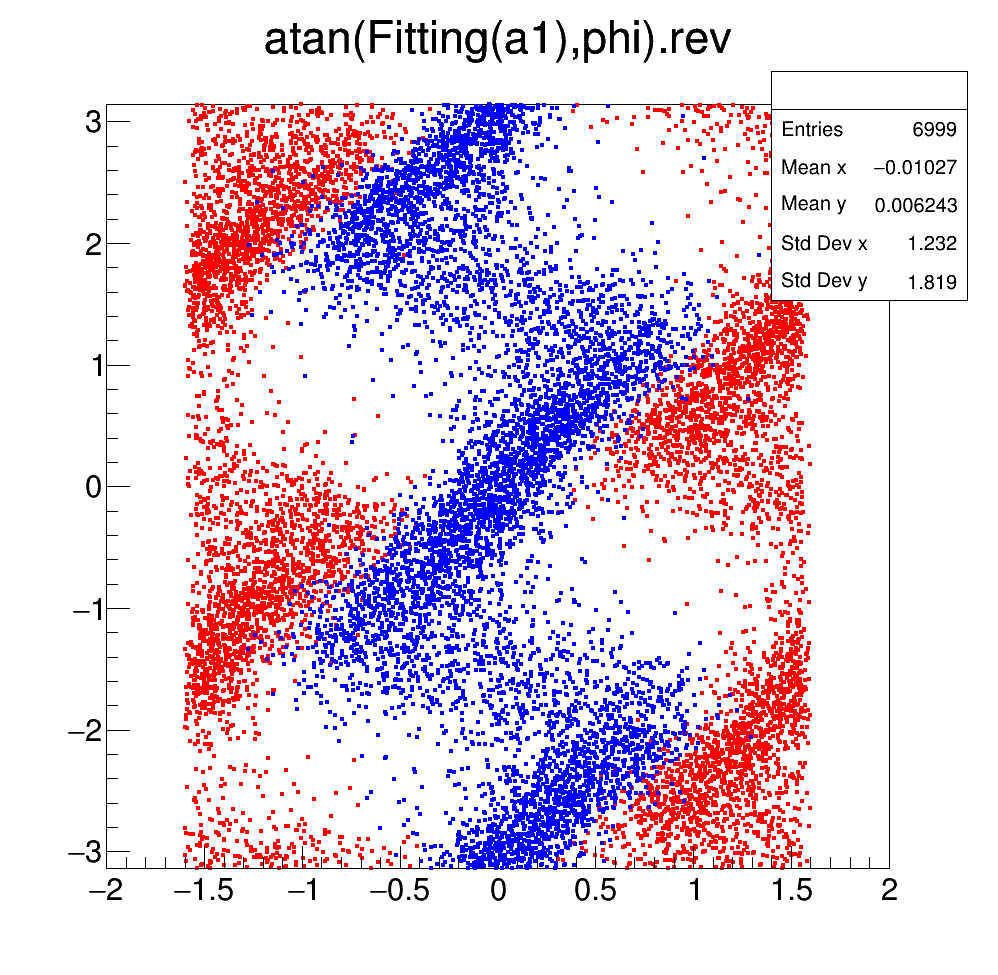 atan(Fitting(a1),phi).rev
Entries 6999
Mean x −0.01027
Mean y 0.006243
Std Dev x 1.232
Std Dev y 1.819
3
2
1
0
−1
−2
−3
−2 −1.5 −1 −0.5 0 0.5 1 1.5 2